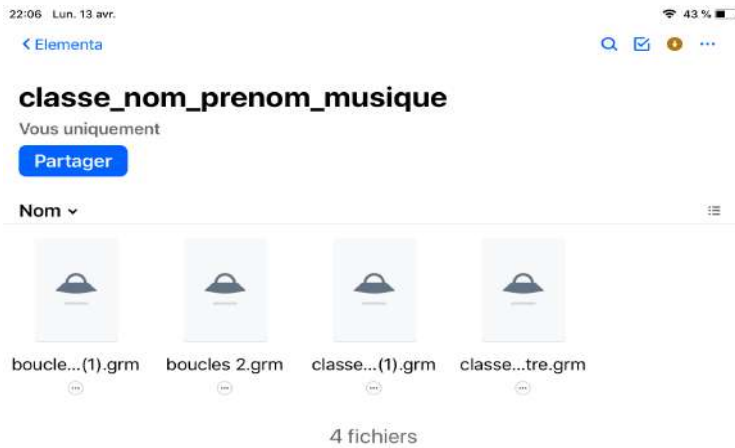 22:06 Lun. 13 avr. 43 %
Elementa
classe_nom_prenom_musique
Vous uniquement
Partager
Nom
boucle...(1).grm boucles 2.grm classe...(1).grm classe...tre.grm
4 fichiers